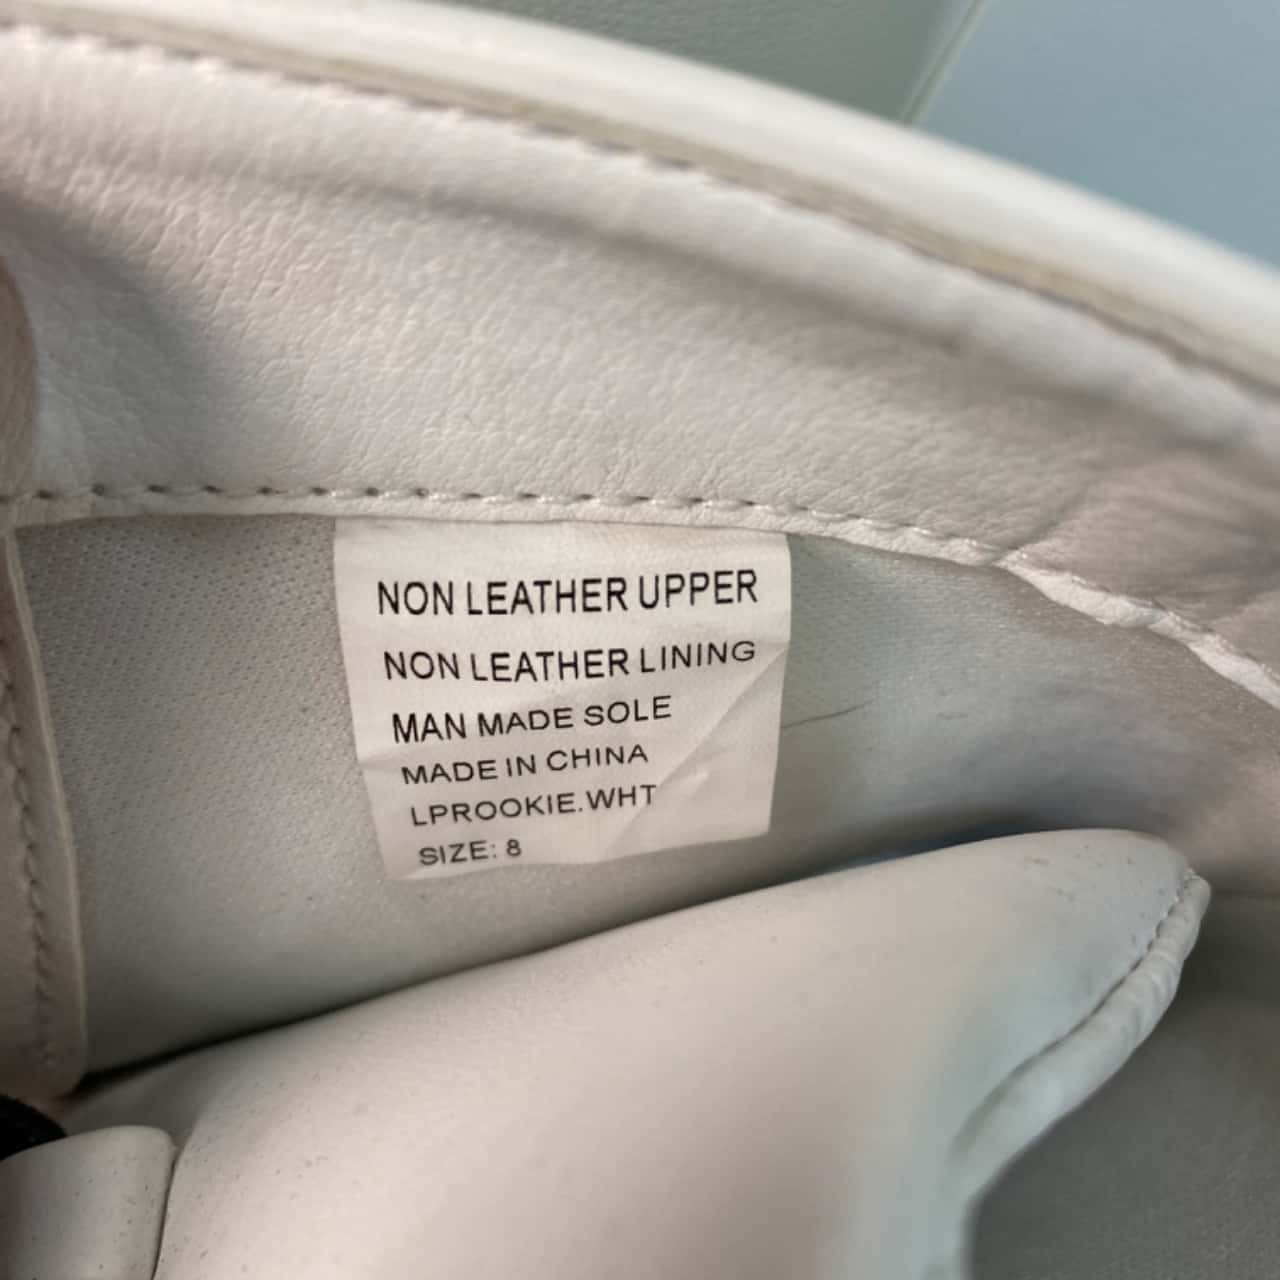 NON LEATHER UPPER
NON LEATHER LINING
MAN MADE SOLE
MADE IN CHINA
LPROOKIE.WHT
SIZE: 8